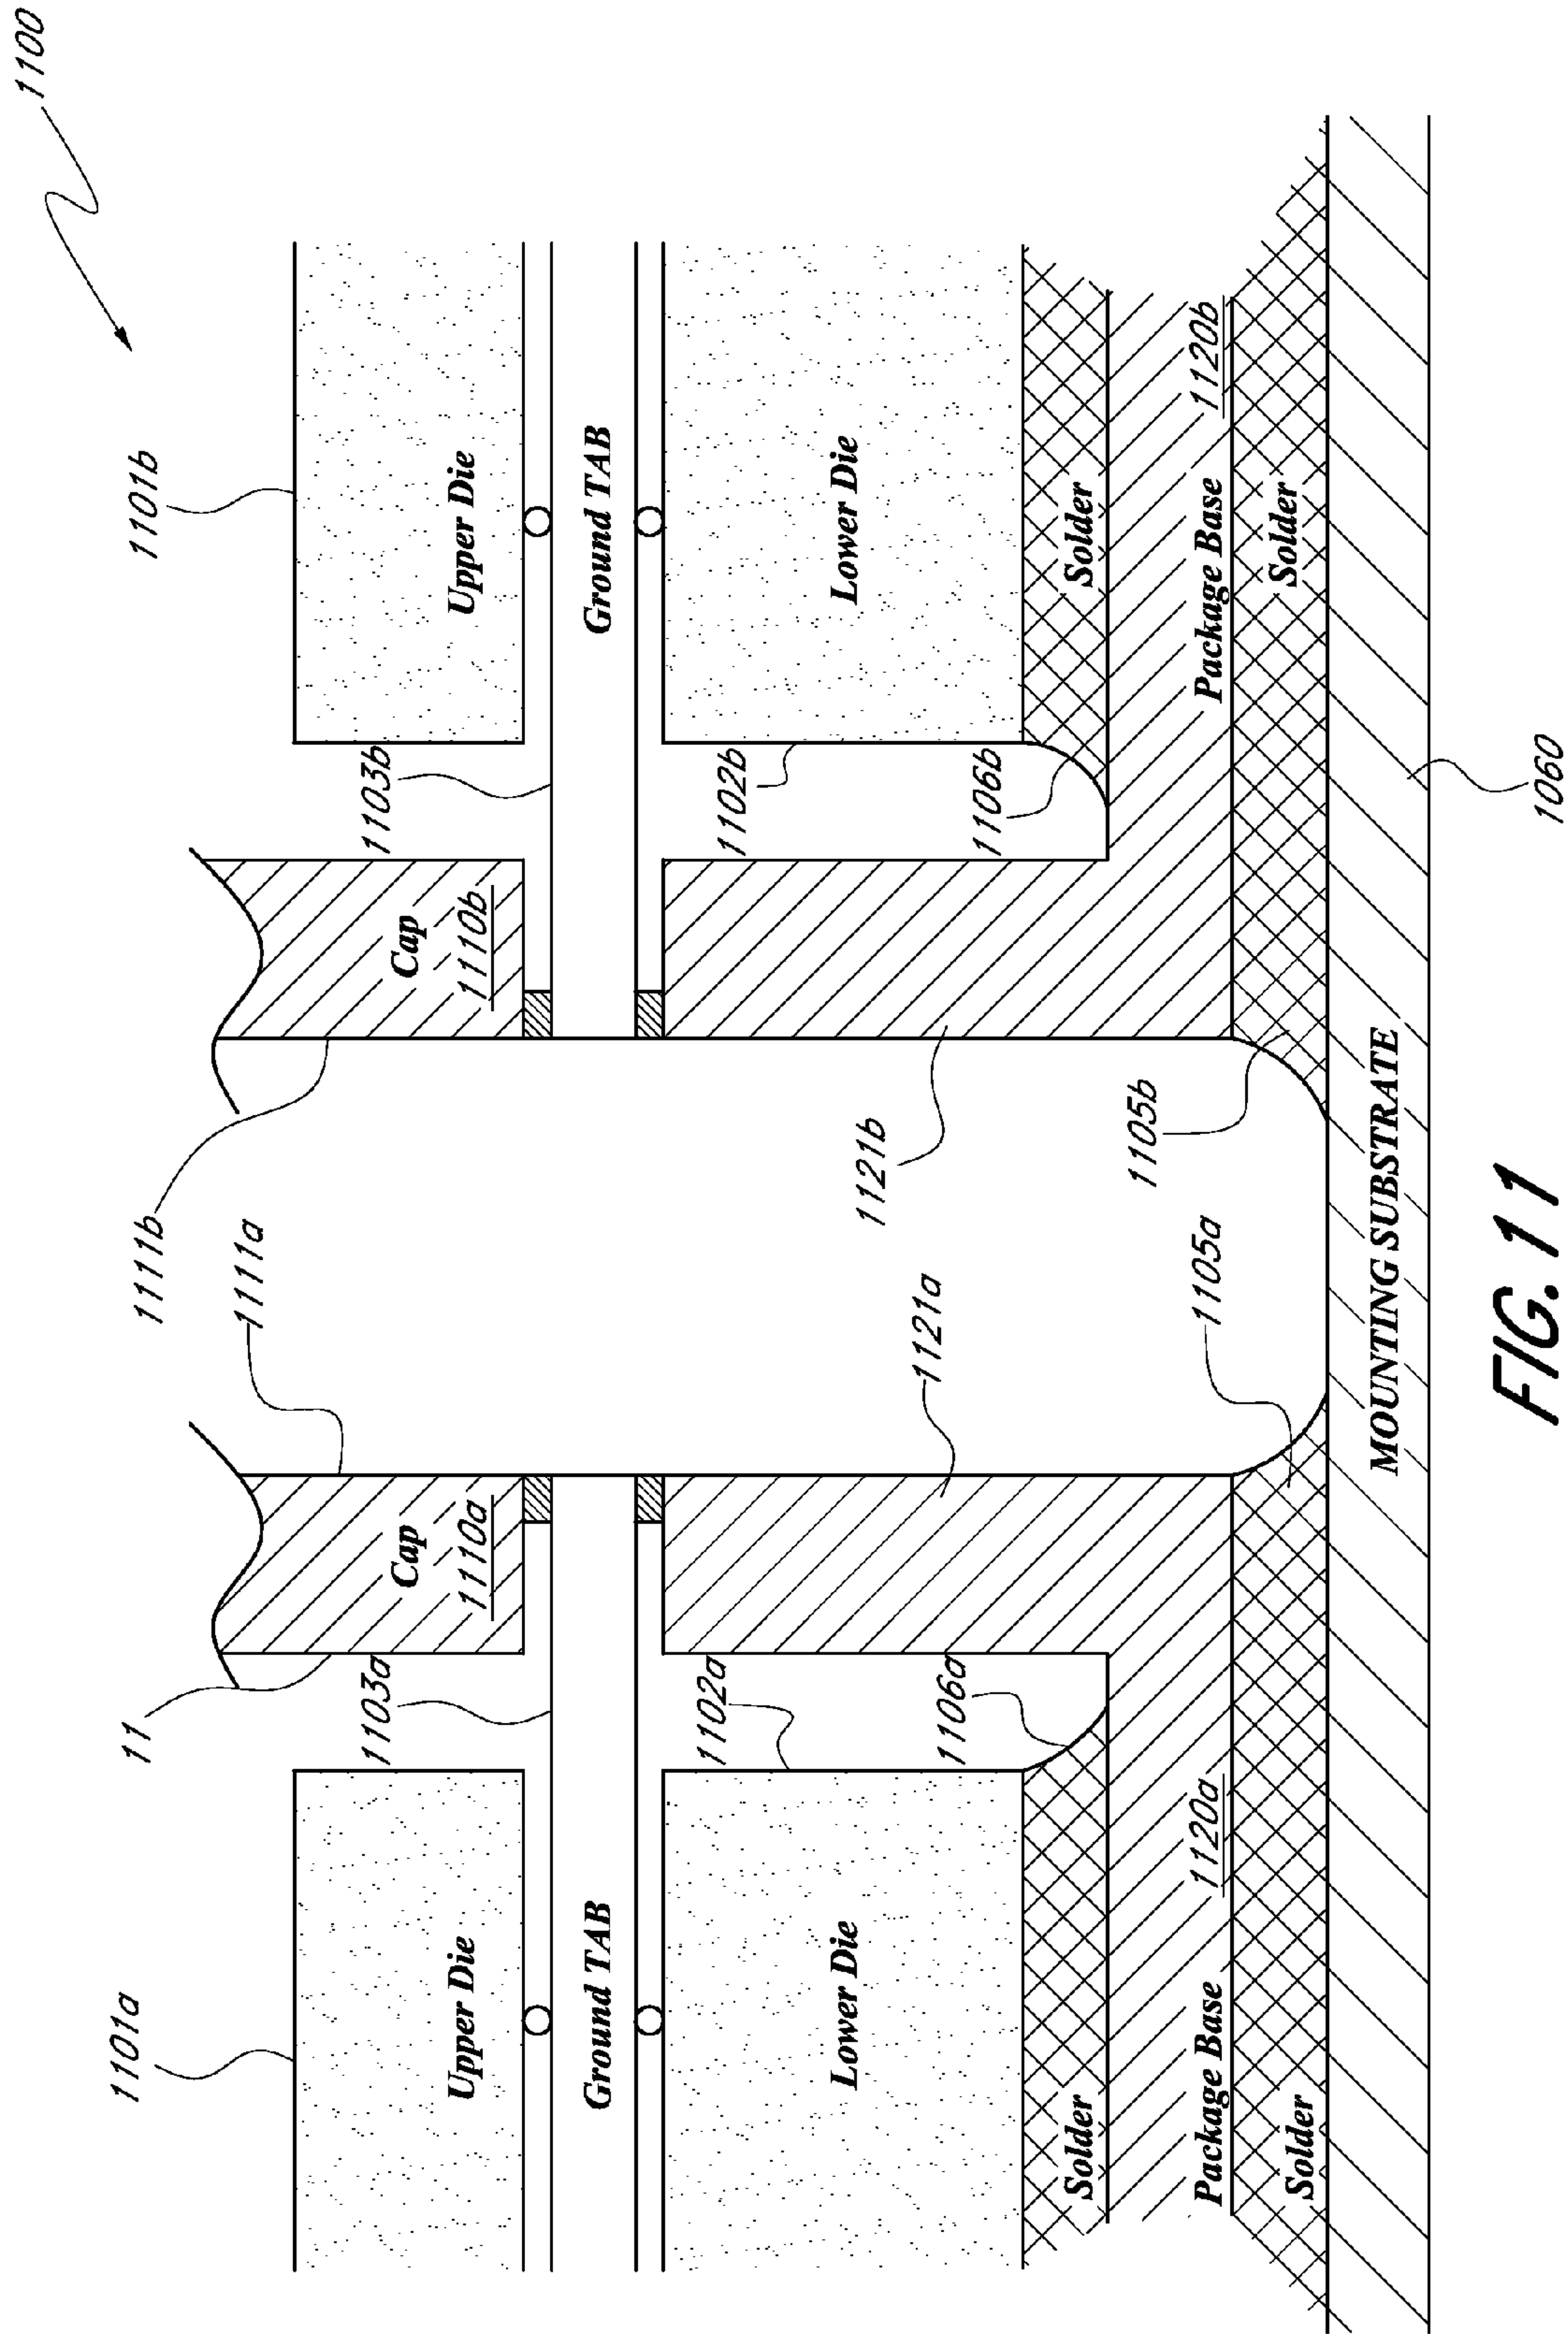 1100
1101a
1101b
1111b
1111a
11
Upper Die
Cap
1110a
Cap
1110b
Upper Die
1103a
1103b
Ground TAB
Ground TAB
1102a
1102b
Lower Die
1121a
1121b
Lower Die
1106a
1106b
Solder
Solder
1105a
1105b
Package Base
1120a
Package Base
1120b
Solder
Solder
MOUNTING SUBSTRATE
1060
FIG. 11